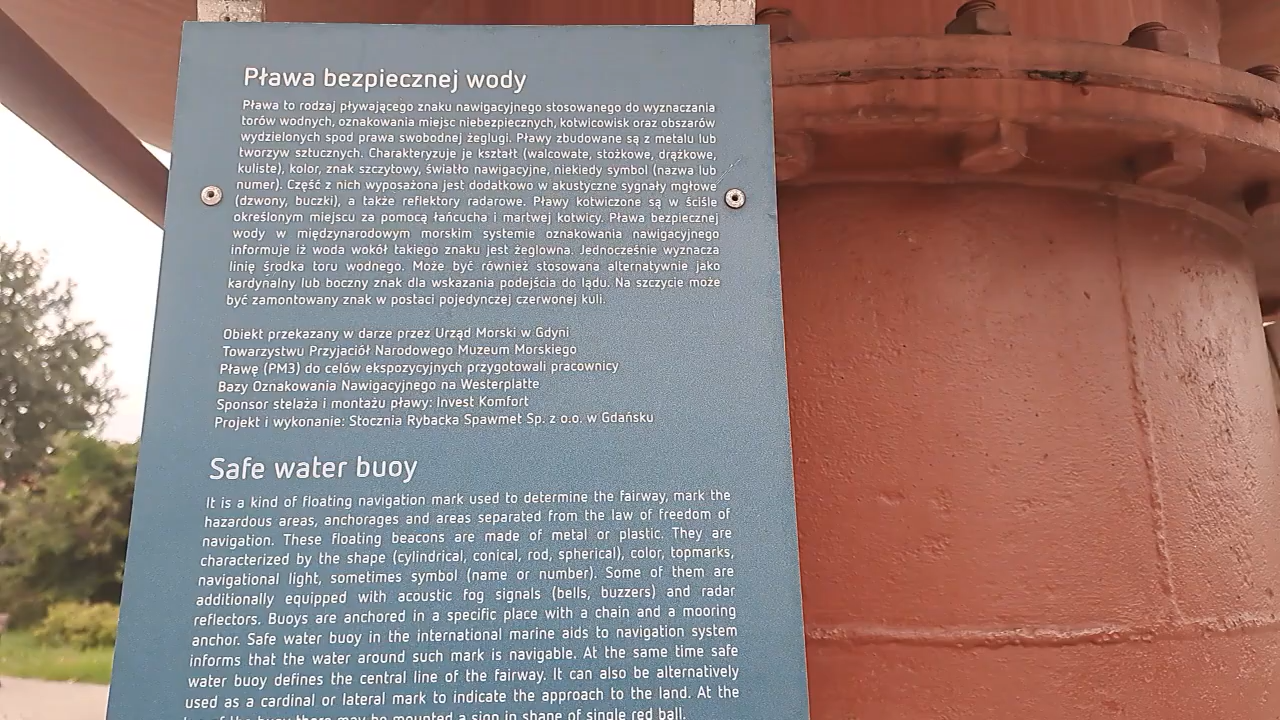 Pława bezpiecznej wody
Pława to rodzaj pływającego znaku nawigacyjnego stosowanego do wyznaczania
torów wodnych, oznakowania miejsc niebezpiecznych, kotwicowisk oraz obszarów
wydzielonych spod prawa swobodnej żeglugi. Pławy zbudowane są z metalu lub
tworzyw sztucznych. Charakteryzuje je kształt (walcowate, stożkowe, drążkowe,
kuliste), kolor, znak szczytowy, światło nawigacyjne, niekiedy symbol (nazwa lub
numer). Część z nich wyposażona jest dodatkowo w akustyczne sygnały mgłowe
(dzwony, buczki), a także reflektory radarowe. Pławy kotwiczone są w ściśle
określonym miejscu za pomocą łańcucha i martwej kotwicy. Pława bezpiecznej
wody w międzynarodowym morskim systemie oznakowania nawigacyjnego
informuje iż woda wokół takiego znaku jest żeglowna. Jednocześnie wyznacza
linię środka toru wodnego. Może być również stosowana alternatywnie jako
kardynalny lub boczny znak dla wskazania podejścia do lądu. Na szczycie może
być zamontowany znak w postaci pojedynczej czerwonej kuli.
Obiekt przekazany w darze przez Urząd Morski w Gdyni
Towarzystwu Przyjaciół Narodowego Muzeum Morskiego
Pławę (PM3) do celów ekspozycyjnych przygotowali pracownicy
Bazy Oznakowania Nawigacyjnego na Westerplatte
Sponsor stelaża i montażu pławy: Invest Komfort
Projekt i wykonanie: Stocznia Rybacka Spawmet Sp. z o.o. w Gdańsku
Safe water buoy
It is a kind of floating navigation mark used to determine the fairway, mark the
hazardous areas, anchorages and areas separated from the law of freedom of
navigation. These floating beacons are made of metal or plastic. They are
characterized by the shape (cylindrical, conical, rod, spherical), color, topmarks,
navigational light, sometimes symbol (name or number). Some of them are
additionally equipped with acoustic fog signals (bells, buzzers) and radar
reflectors. Buoys are anchored in a specific place with a chain and a mooring
anchor. Safe water buoy in the international marine aids to navigation system
informs that the water around such mark is navigable. At the same time safe
water buoy defines the central line of the fairway. It can also be alternatively
used as a cardinal or lateral mark to indicate the approach to the land. At the
of the buoy there may be mounted a sign in shape of single red ball.